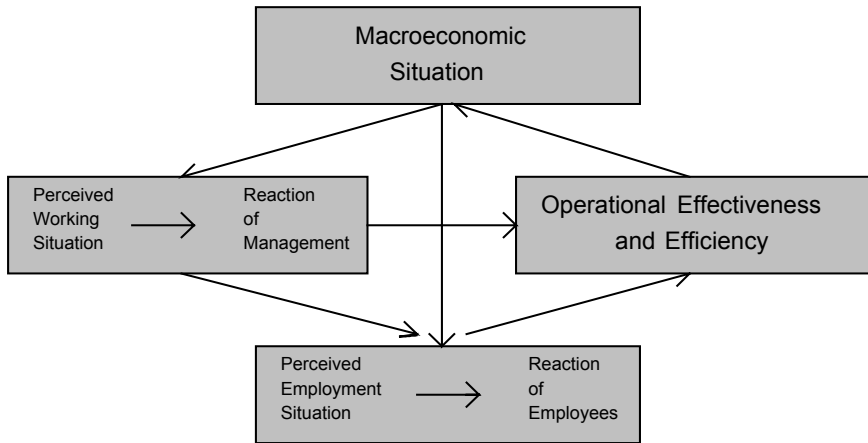 Macroeconomic
Situation
Perceived
Working
Situation
Reaction
of
Management
Operational Effectiveness
and Efficiency
Perceived
Employment
Situation
Reaction
of
Employees